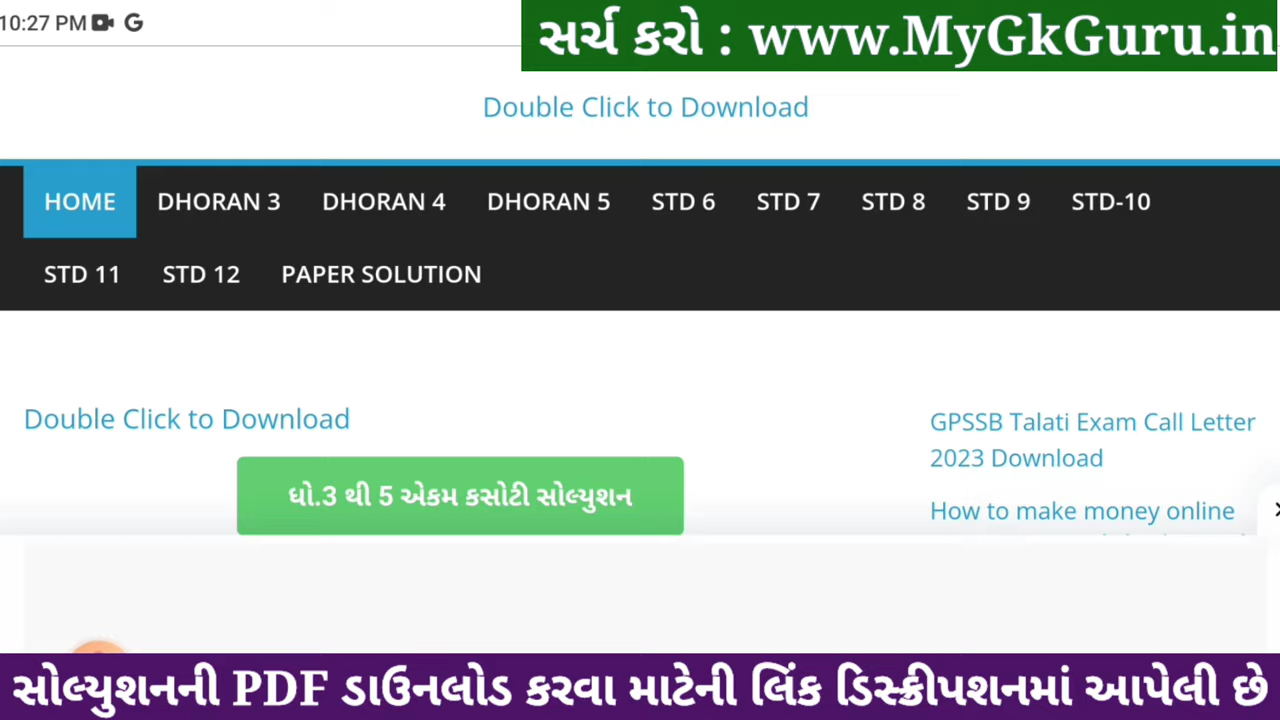 10:27 PM
સર્ચ કરો : www.MyGkGuru.in
Double Click to Download
HOME DHORAN 3 DHORAN 4 DHORAN 5 STD 6 STD 7 STD 8 STD 9 STD-10
STD 11 STD 12 PAPER SOLUTION
Double Click to Download
ધો.3 થી 5 એકમ કસોટી સોલ્યુશન
GPSSB Talati Exam Call Letter
2023 Download
How to make money online
સોલ્યુશનની PDF ડાઉનલોડ કરવા માટેની લિંક ડિસ્ક્રીપશનમાં આપેલી છે